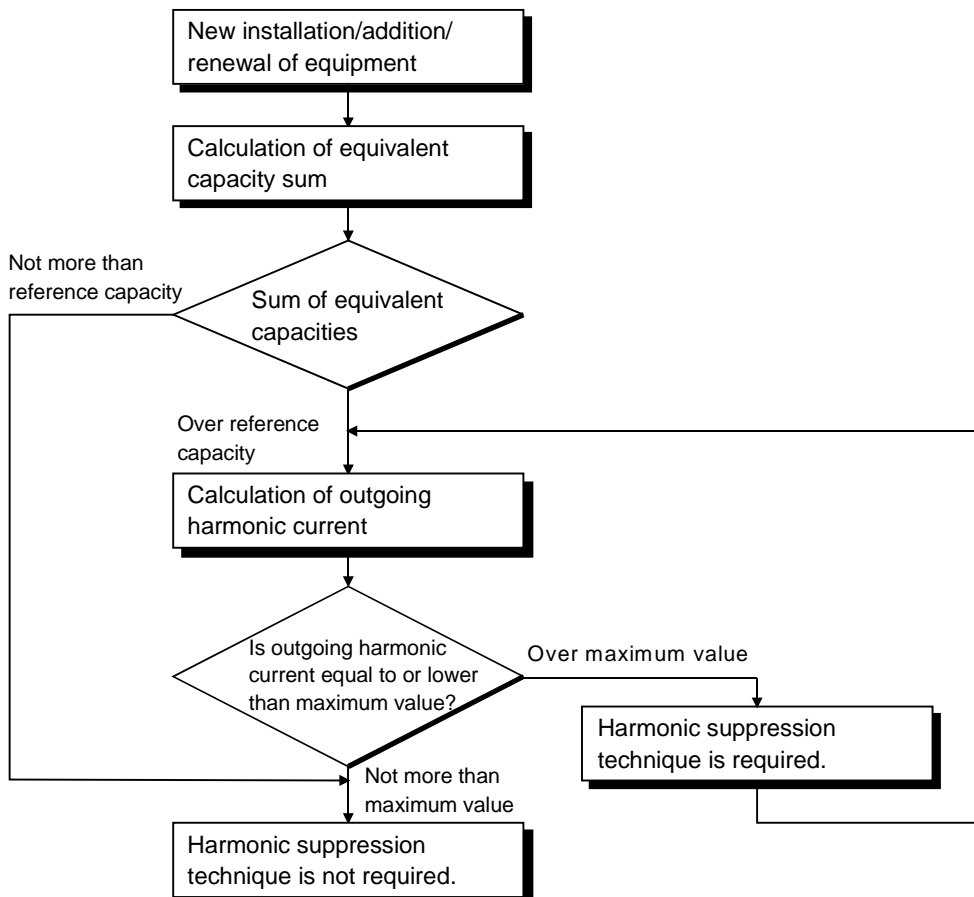 New installation/addition/
renewal of equipment
Calculation of equivalent
capacity sum
Not more than
reference capacity
Sum of equivalent
capacities
Over reference
capacity
Calculation of outgoing
harmonic current
Is outgoing harmonic
current equal to or lower
than maximum value?
Over maximum value
Harmonic suppression
technique is required.
Not more than
maximum value
Harmonic suppression
technique is not required.